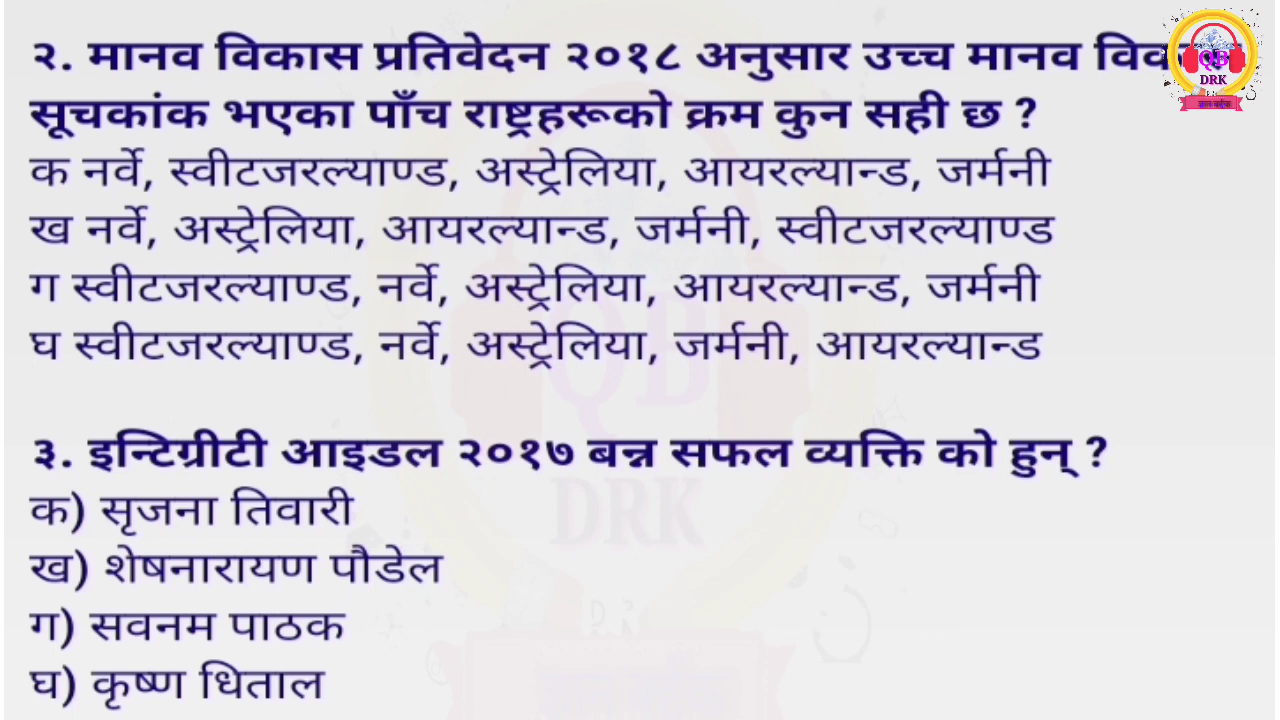 २. मानव विकास प्रतिवेदन २०१८ अनुसार उच्च मानव
सूचकांक भएका पाँच राष्ट्रहरूको क्रम कुन सही छ ?
क नर्वे, स्वीटजरल्याण्ड, अस्ट्रेलिया, आयरल्यान्ड, जर्मनी
ख नर्वे, अस्ट्रेलिया, आयरल्यान्ड, जर्मनी, स्वीटजरल्याण्ड
ग स्वीटजरल्याण्ड, नर्वे, अस्ट्रेलिया, आयरल्यान्ड, जर्मनी
घ स्वीटजरल्याण्ड, नर्वे, अस्ट्रेलिया, जर्मनी, आयरल्यान्ड
३. इन्टिग्रीटी आइडल २०१७ बन्न सफल व्यक्ति को हुन् ?
क) सृजना तिवारी
ख) शेषनारायण पौडेल
ग) सवनम पाठक
घ) कृष्ण धिताल
QB
DRK
QB
DRK